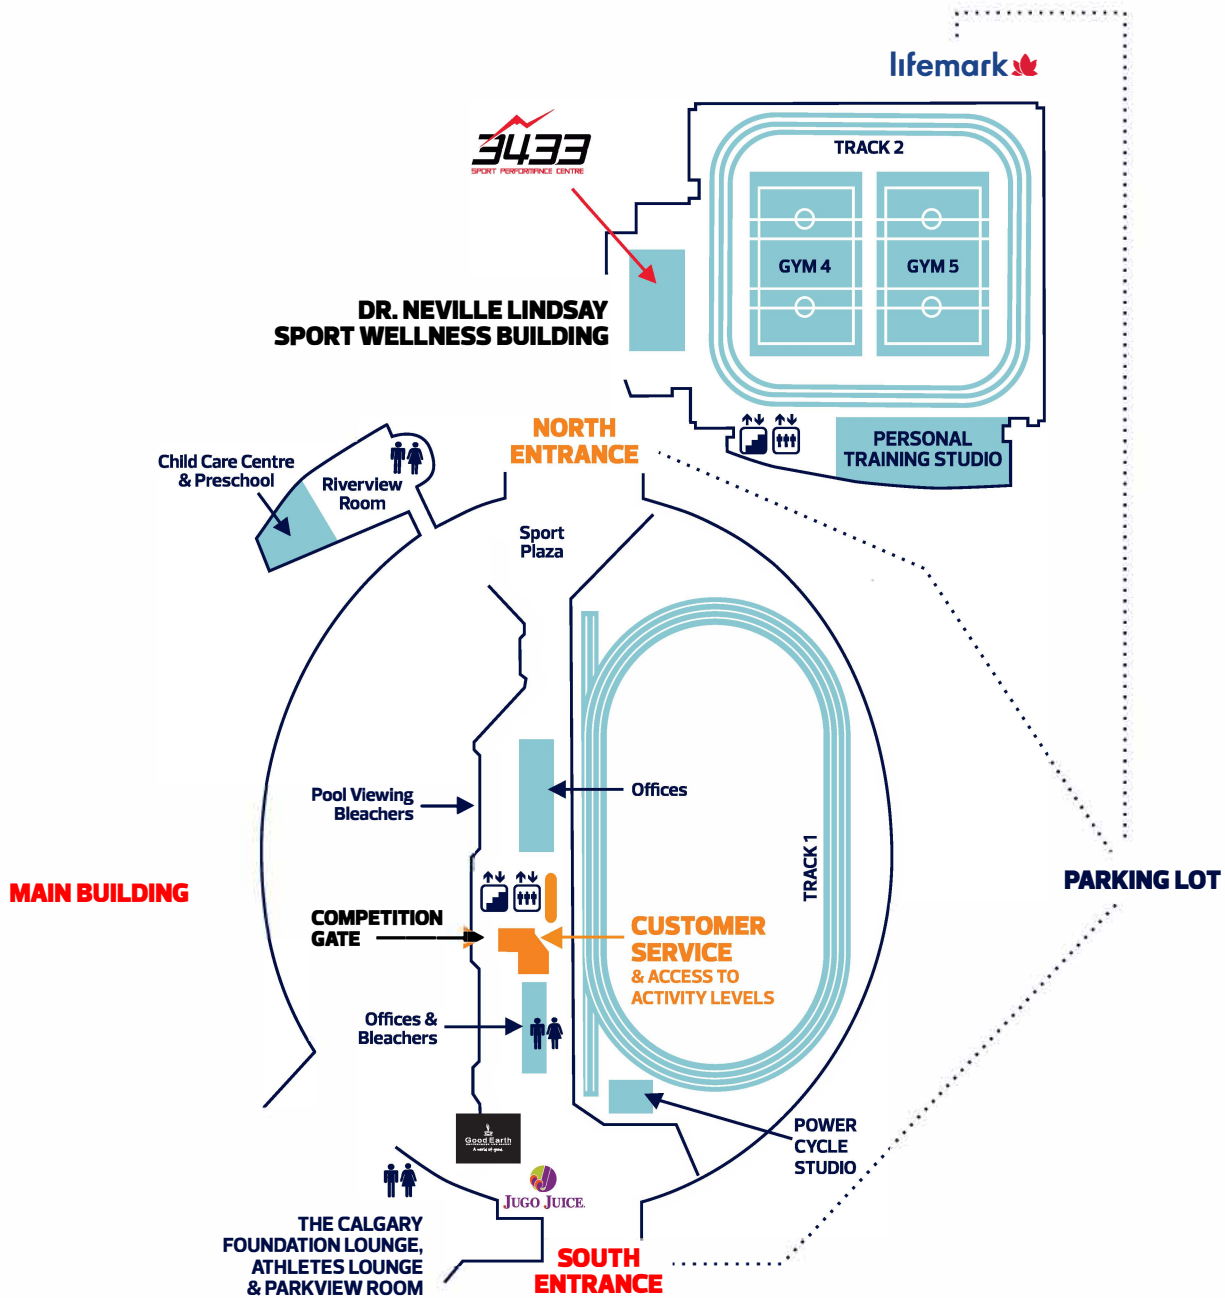 lifemark
3433
SPORT PERFORMANCE CENTRE
TRACK 2
GYM 4
GYM 5
DR. NEVILLE LINDSAY
SPORT WELLNESS BUILDING
NORTH
ENTRANCE
PERSONAL
TRAINING STUDIO
Child Care Centre
& Preschool
Riverview
Room
Sport
Plaza
Pool Viewing
Bleachers
Offices
TRACK 1
MAIN BUILDING
PARKING LOT
COMPETITION
GATE
CUSTOMER
SERVICE
& ACCESS TO
ACTIVITY LEVELS
Offices &
Bleachers
Good Earth
A world of good.
POWER
CYCLE
STUDIO
JUGO JUICE.
THE CALGARY
FOUNDATION LOUNGE,
ATHLETES LOUNGE
& PARKVIEW ROOM
SOUTH
ENTRANCE